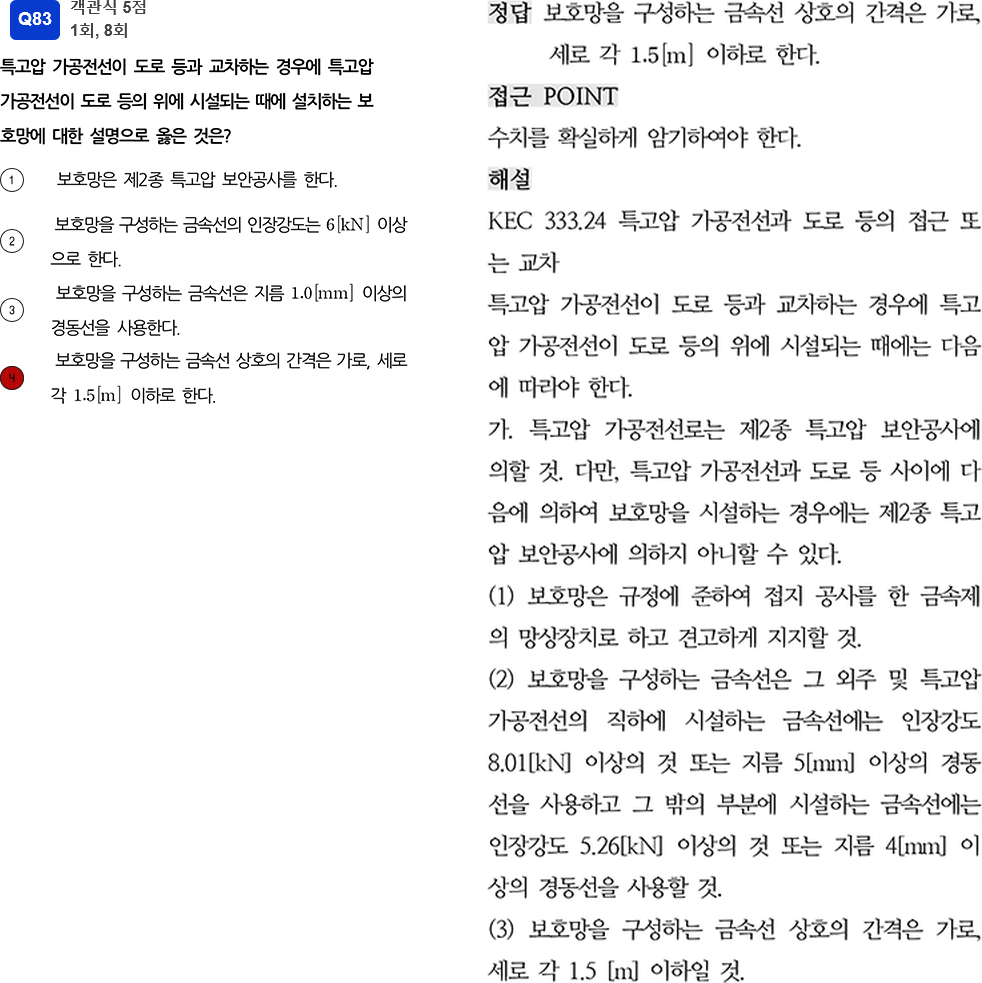 Q83
객관식 5점
1회, 8회
특고압 가공전선이 도로 등과 교차하는 경우에 특고압
가공전선이 도로 등의 위에 시설되는 때에 설치하는 보
호망에 대한 설명으로 옳은 것은?
1 보호망은 제2종 특고압 보안공사를 한다.
2 보호망을 구성하는 금속선의 인장강도는 6[kN] 이상
으로 한다.
3 보호망을 구성하는 금속선은 지름 1.0[mm] 이상의
경동선을 사용한다.
4 보호망을 구성하는 금속선 상호의 간격은 가로, 세로
각 1.5[m] 이하로 한다.
정답 보호망을 구성하는 금속선 상호의 간격은 가로,
세로 각 1.5[m] 이하로 한다.
접근 POINT
수치를 확실하게 암기하여야 한다.
해설
KEC 333.24 특고압 가공전선과 도로 등의 접근 또
는 교차
특고압 가공전선이 도로 등과 교차하는 경우에 특고
압 가공전선이 도로 등의 위에 시설되는 때에는 다음
에 따라야 한다.
가. 특고압 가공전선로는 제2종 특고압 보안공사에
의할 것. 다만, 특고압 가공전선과 도로 등 사이에 다
음에 의하여 보호망을 시설하는 경우에는 제2종 특고
압 보안공사에 의하지 아니할 수 있다.
(1) 보호망은 규정에 준하여 접지 공사를 한 금속제
의 망상장치로 하고 견고하게 지지할 것.
(2) 보호망을 구성하는 금속선은 그 외주 및 특고압
가공전선의 직하에 시설하는 금속선에는 인장강도
8.01[kN] 이상의 것 또는 지름 5[mm] 이상의 경동
선을 사용하고 그 밖의 부분에 시설하는 금속선에는
인장강도 5.26[kN] 이상의 것 또는 지름 4[mm] 이
상의 경동선을 사용할 것.
(3) 보호망을 구성하는 금속선 상호의 간격은 가로,
세로 각 1.5 [m] 이하일 것.